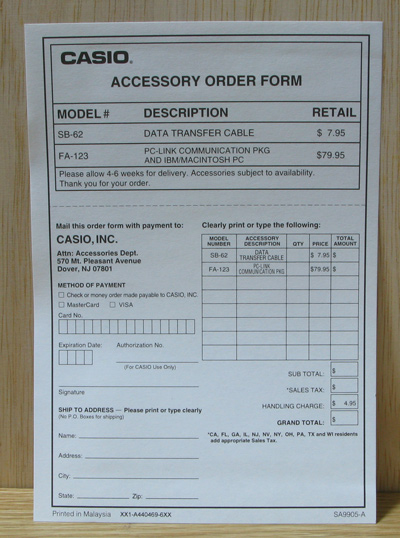 CASIO.
ACCESSORY ORDER FORM
MODEL # DESCRIPTION RETAIL
SB-62 DATA TRANSFER CABLE $ 7.95
FA-123 PC-LINK COMMUNICATION PKG AND IBM/MACINTOSH PC $79.95
Please allow 4-6 weeks for delivery. Accessories subject to availability.
Thank you for your order.
Mail this order form with payment to:
CASIO, INC.
Attn: Accessories Dept.
570 Mt. Pleasant Avenue
Dover, NJ 07801
METHOD OF PAYMENT
Check or money order made payable to CASIO, INC.
MasterCard VISA
Card No.
Expiration Date: Authorization No.
(For CASIO Use Only)
Signature
SHIP TO ADDRESS — Please print or type clearly
(No P.O. Boxes for shipping)
Name:
Address:
City:
State: Zip:
Clearly print or type the following:
MODEL NUMBER ACCESSORY DESCRIPTION QTY PRICE TOTAL AMOUNT
SB-62 DATA TRANSFER CABLE $ 7.95 $
FA-123 PC-LINK COMMUNICATION PKG $79.95 $
SUB TOTAL: $
*SALES TAX: $
HANDLING CHARGE: $ 4.95
GRAND TOTAL: $
*CA, FL, GA, IL, NJ, NV, NY, OH, PA, TX and WI residents
add appropriate Sales Tax.
Printed in Malaysia XX1-A440469-6XX SA9905-A